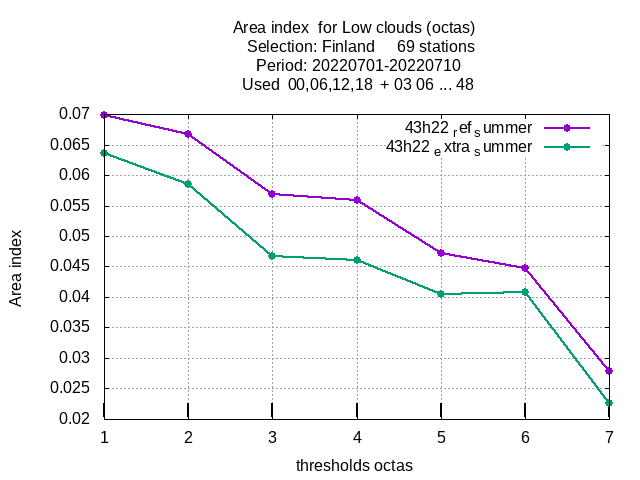 Area index  for Low clouds (octas)
Selection: Finland     69 stations
Period: 20220701-20220710
Used  00,06,12,18  + 03 06 ... 48
43h22 ref summer
43h22 extra summer
0.07
0.065
0.06
0.055
0.05
0.045
0.04
0.035
0.03
0.025
0.02
Area index
1 2 3 4 5 6 7
thresholds octas